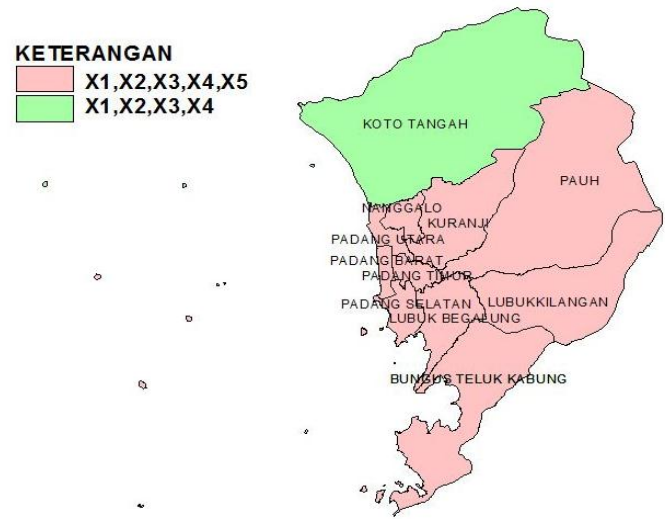 KETERANGAN
X1,X2,X3,X4,X5
X1,X2,X3,X4
KOTO TANGAH
PAUH
NANGGALO
KURANJI
PADANG UTARA
PADANG BARAT
PADANG TIMUR
PADANG SELATAN
LUBUKKILANGAN
LUBUK BEGALUNG
BUNGUS TELUK KABUNG